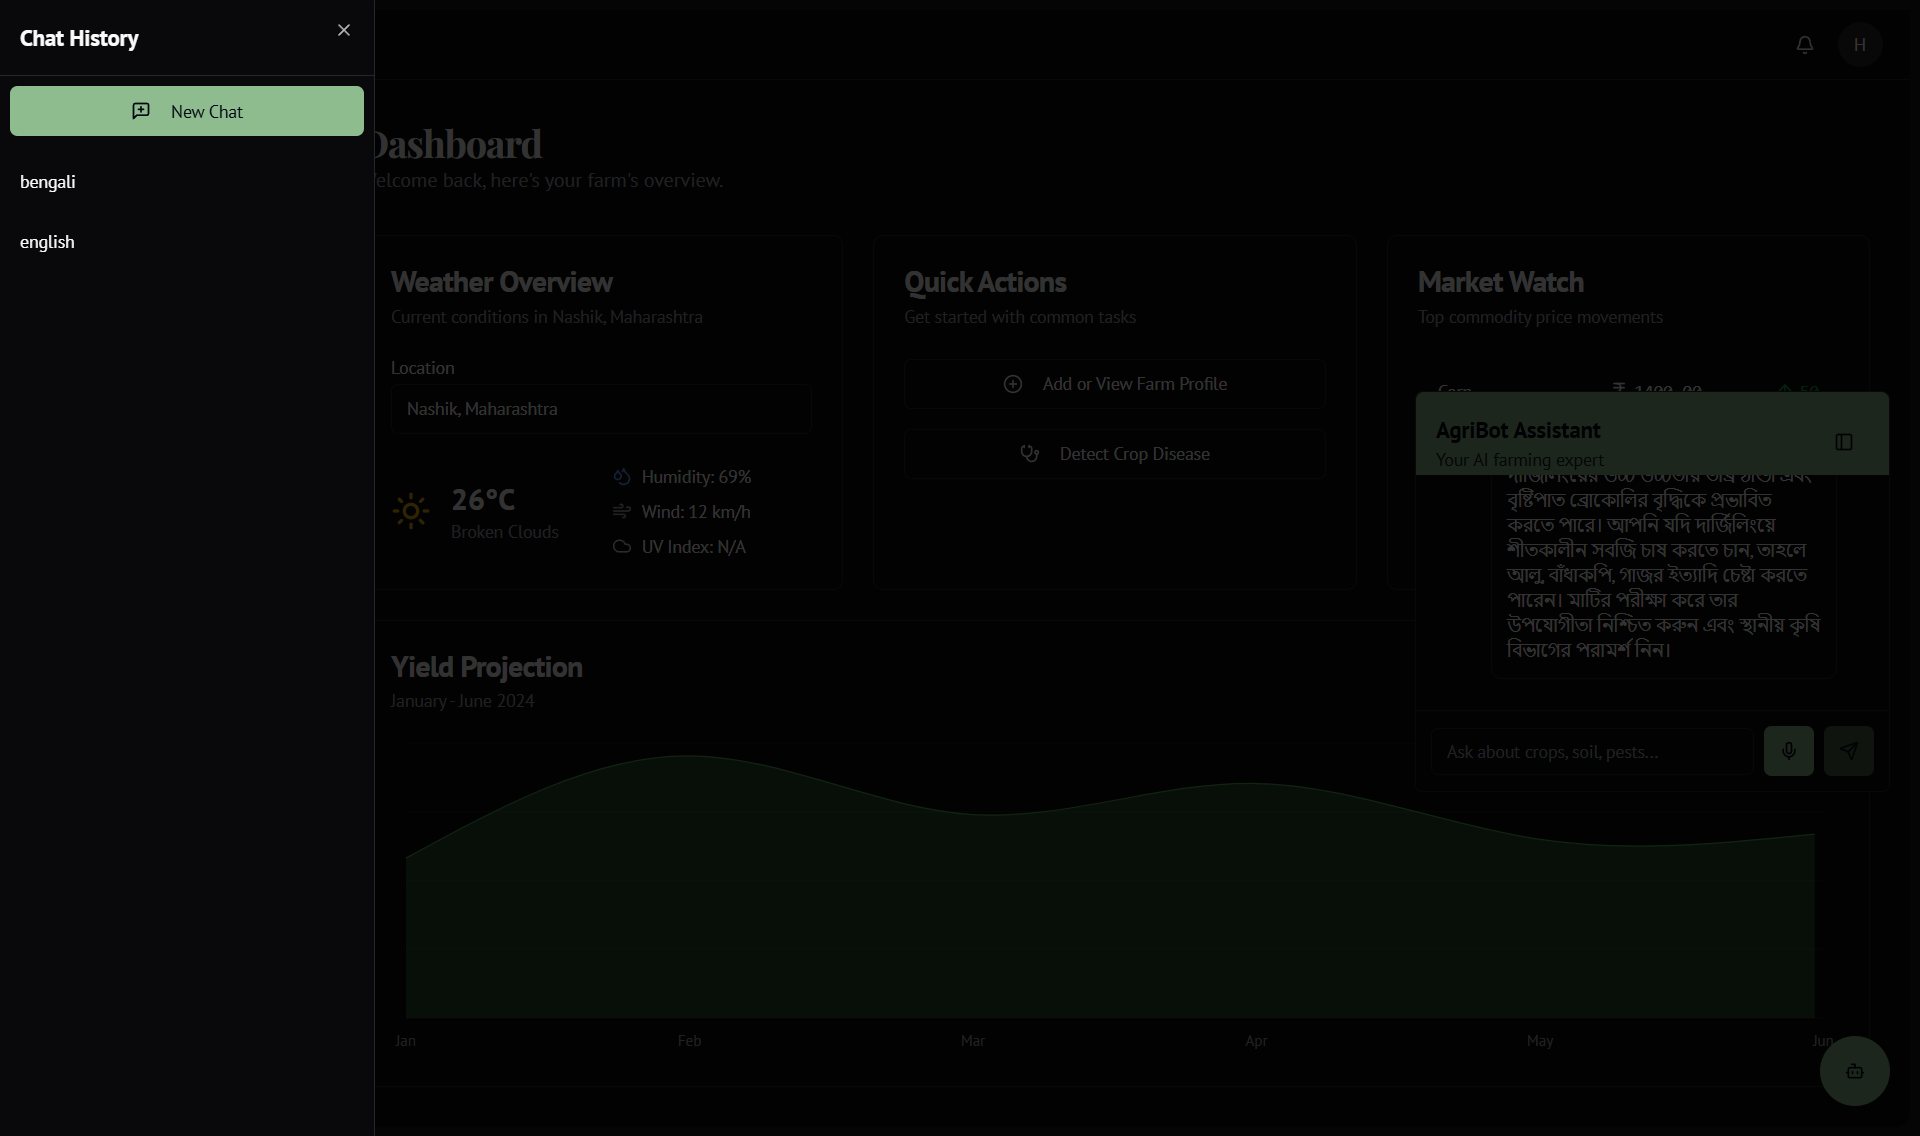 Chat History
New Chat
bengali
english
H
Dashboard
elcome back, here's your farm's overview.
Weather Overview
Current conditions in Nashik, Maharashtra
Location
Nashik, Maharashtra
26°C
Broken Clouds
Humidity: 69%
Wind: 12 km/h
UV Index: N/A
Quick Actions
Get started with common tasks
Add or View Farm Profile
Detect Crop Disease
Market Watch
Top commodity price movements
AgriBot Assistant
Your AI farming expert
বৃষ্টিপাত ব্রোকোলির বৃদ্ধিকে প্রভাবিত
করতে পারে। আপনি যদি দার্জিলিংয়ে
শীতকালীন সবজি চাষ করতে চান, তাহলে
আলু, বাঁধাকপি, গাজর ইত্যাদি চেষ্টা করতে
পারেন। মাটির পরীক্ষা করে তার
উপযোগীতা নিশ্চিত করুন এবং স্থানীয় কৃষি
বিভাগের পরামর্শ নিন।
Ask about crops, soil, pests...
Yield Projection
January - June 2024
Jan Feb Mar Apr May Jun